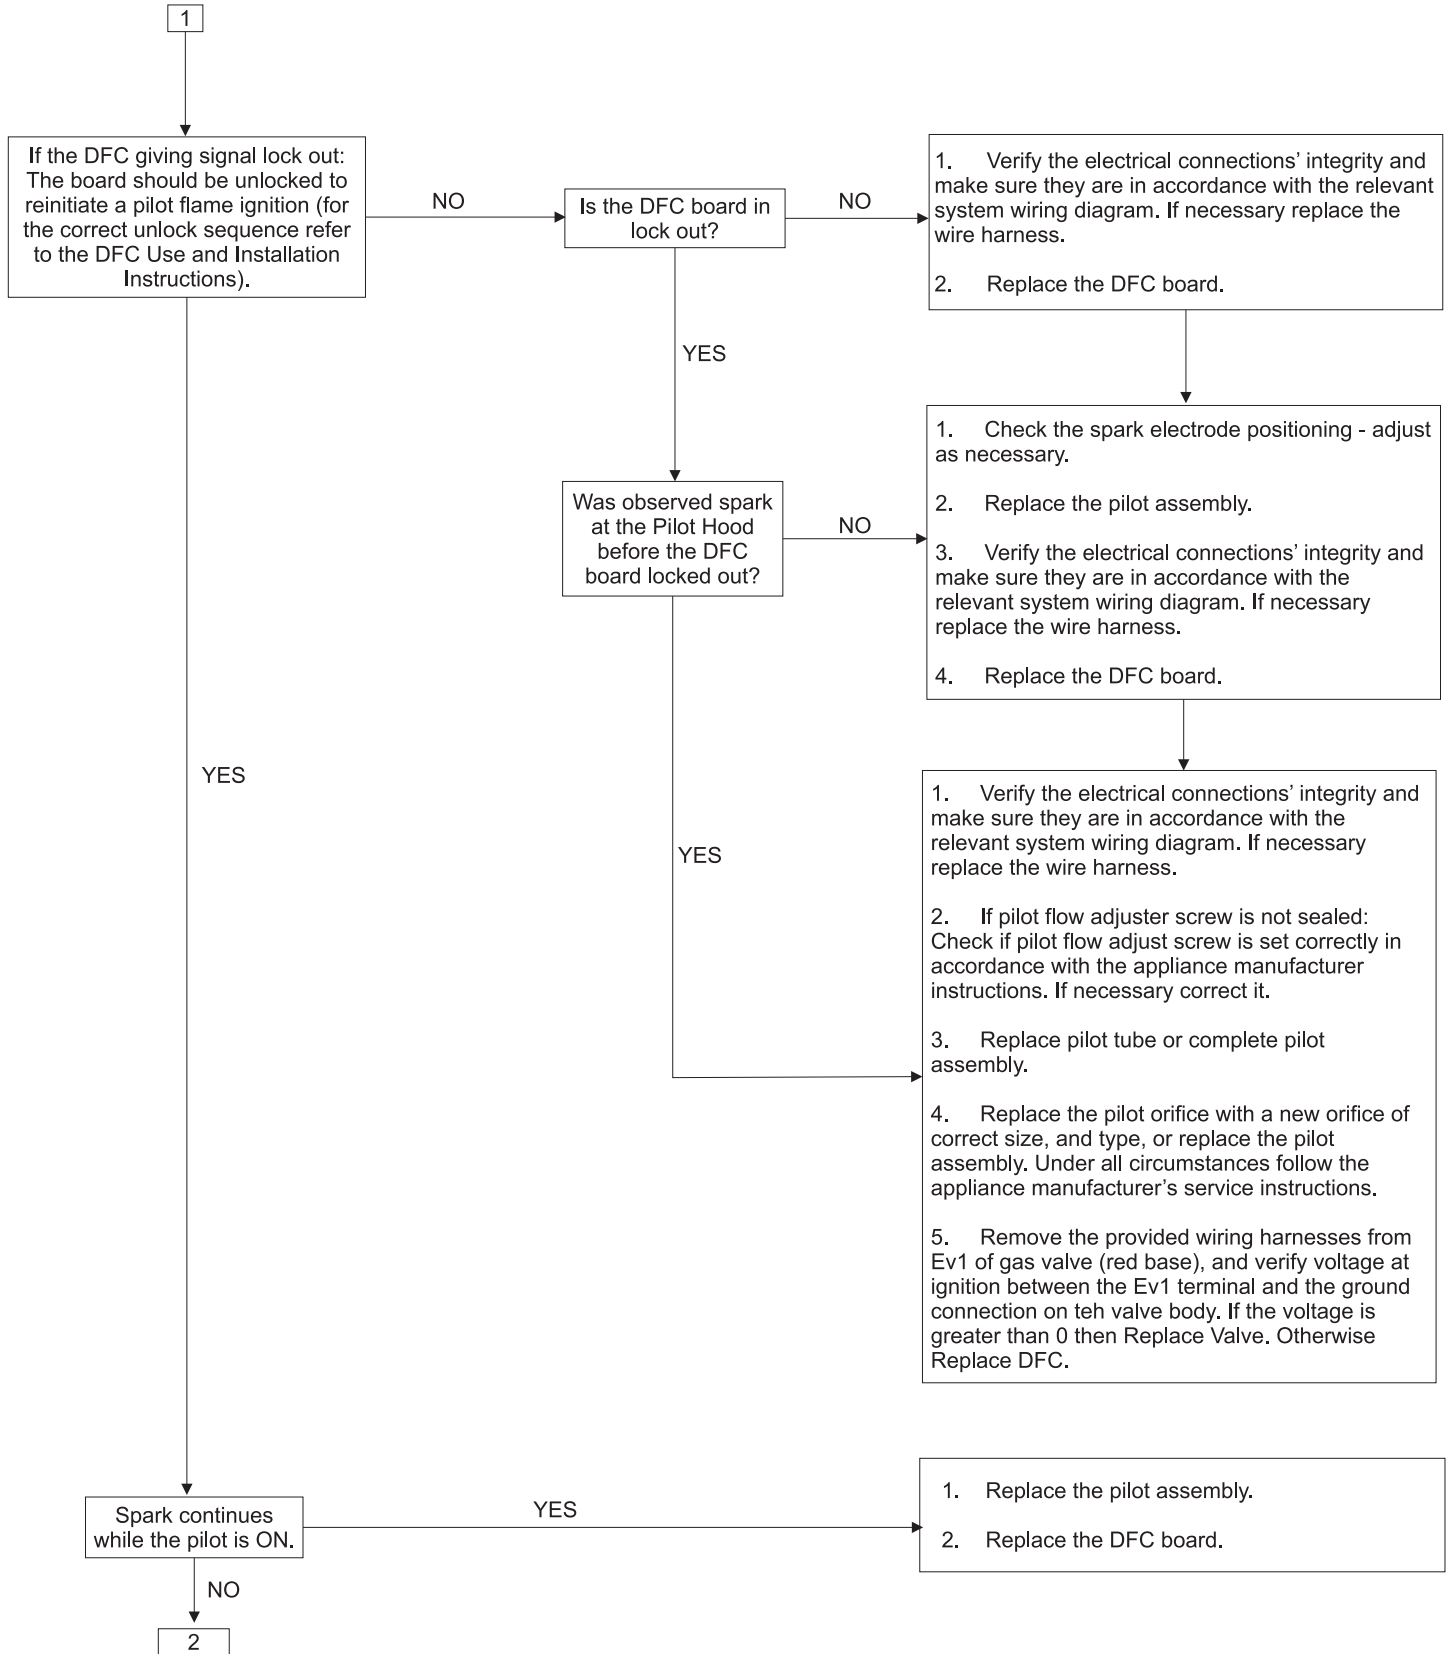 1
If the DFC giving signal lock out:
The board should be unlocked to
reinitiate a pilot flame ignition (for
the correct unlock sequence refer
to the DFC Use and Installation
Instructions).
NO
Is the DFC board in
lock out?
NO
1. Verify the electrical connections’ integrity and
make sure they are in accordance with the relevant
system wiring diagram. If necessary replace the
wire harness.
2. Replace the DFC board.
YES
Was observed spark
at the Pilot Hood
before the DFC
board locked out?
NO
1. Check the spark electrode positioning - adjust
as necessary.
2. Replace the pilot assembly.
3. Verify the electrical connections’ integrity and
make sure they are in accordance with the
relevant system wiring diagram. If necessary
replace the wire harness.
4. Replace the DFC board.
YES
YES
1. Verify the electrical connections’ integrity and
make sure they are in accordance with the
relevant system wiring diagram. If necessary
replace the wire harness.
2. If pilot flow adjuster screw is not sealed:
Check if pilot flow adjust screw is set correctly in
accordance with the appliance manufacturer
instructions. If necessary correct it.
3. Replace pilot tube or complete pilot
assembly.
4. Replace the pilot orifice with a new orifice of
correct size, and type, or replace the pilot
assembly. Under all circumstances follow the
appliance manufacturer’s service instructions.
5. Remove the provided wiring harnesses from
Ev1 of gas valve (red base), and verify voltage at
ignition between the Ev1 terminal and the ground
connection on teh valve body. If the voltage is
greater than 0 then Replace Valve. Otherwise
Replace DFC.
Spark continues
while the pilot is ON.
YES
1. Replace the pilot assembly.
2. Replace the DFC board.
NO
2